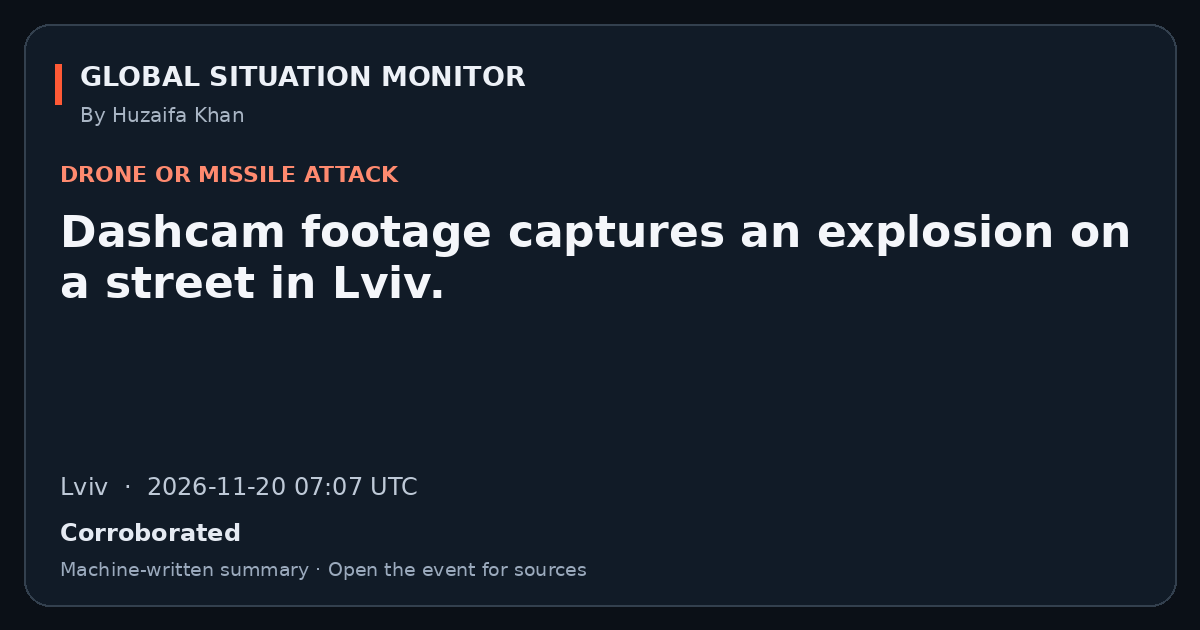 GLOBAL SITUATION MONITOR
By Huzaifa Khan
DRONE OR MISSILE ATTACK
Dashcam footage captures an explosion on
a street in Lviv.
Lviv · 2026-11-20 07:07 UTC
Corroborated
Machine-written summary · Open the event for sources